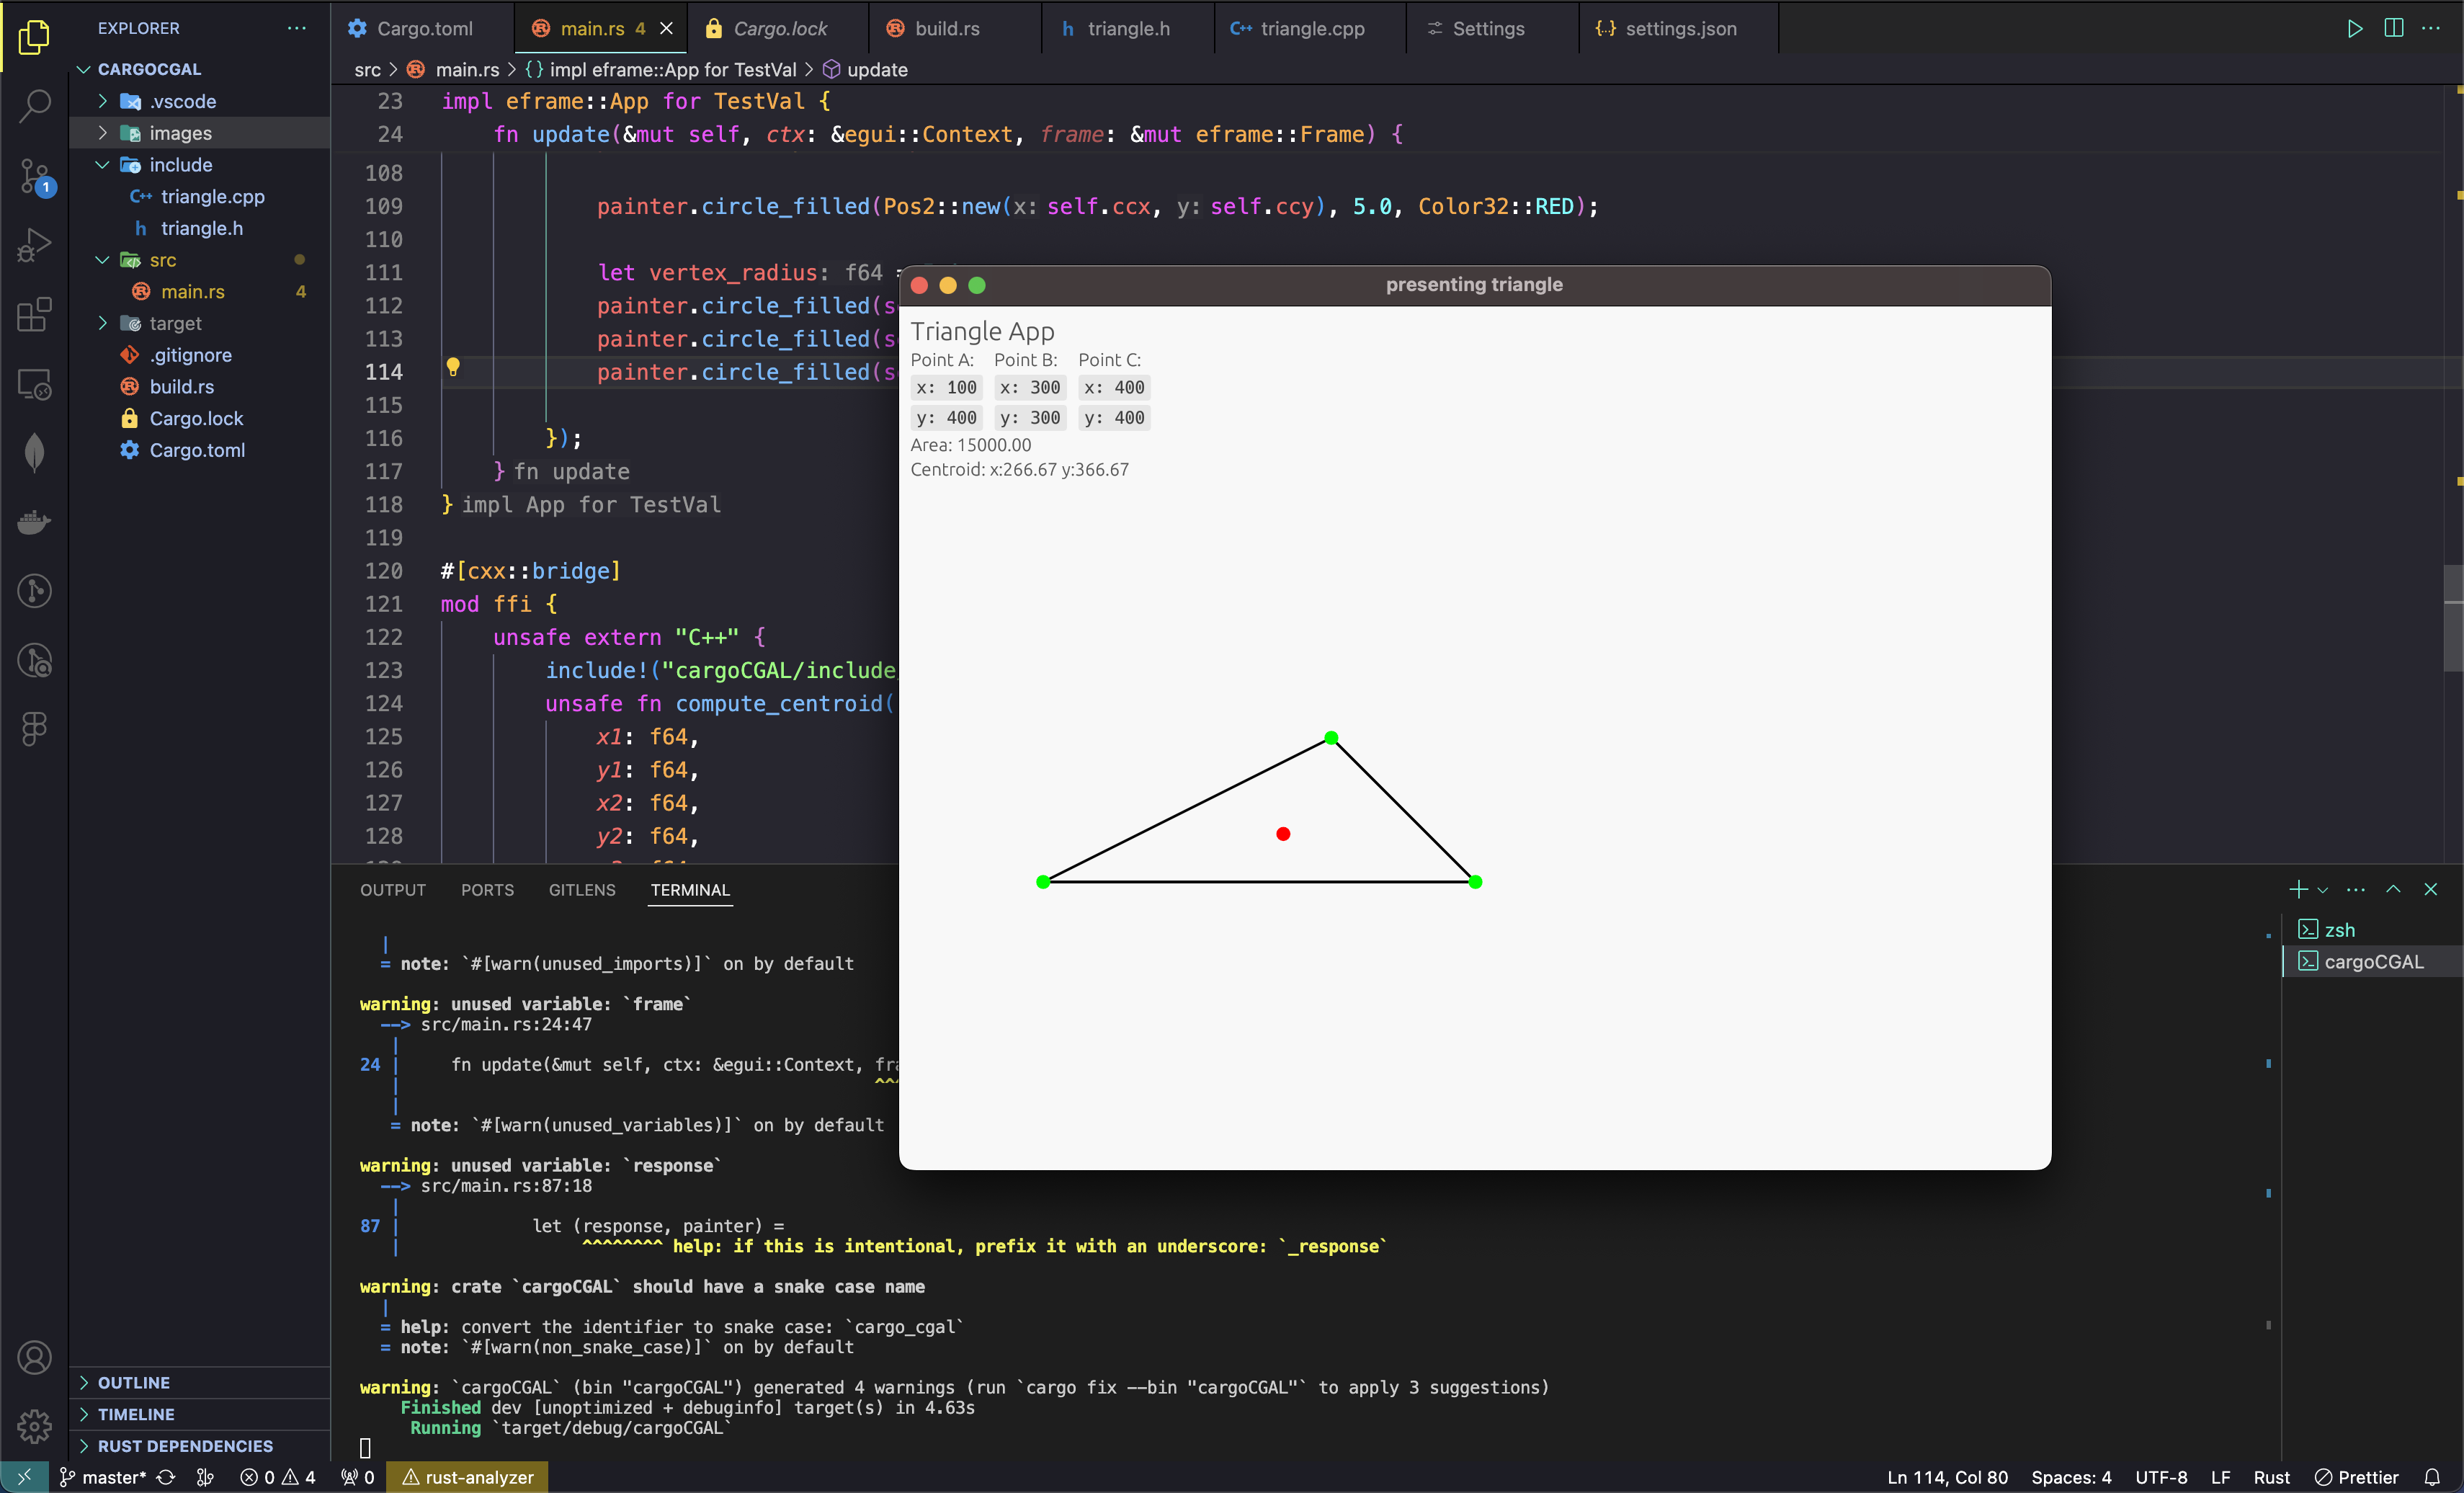 EXPLORER
CARGOCGAL
.vscode
images
include
triangle.cpp
triangle.h
src
main.rs 4
target
.gitignore
build.rs
Cargo.lock
Cargo.toml
OUTLINE
TIMELINE
RUST DEPENDENCIES
1
Cargo.toml main.rs 4 Cargo.lock build.rs h triangle.h C++ triangle.cpp Settings {..} settings.json
src > main.rs > {} impl eframe::App for TestVal > update
23 impl eframe::App for TestVal {
24 fn update(&mut self, ctx: &egui::Context, frame: &mut eframe::Frame) {
108
109 painter.circle_filled(Pos2::new(x: self.ccx, y: self.ccy), 5.0, Color32::RED);
110
111 let vertex_radius: f64 =
112 painter.circle_filled(s
113 painter.circle_filled(s
114 painter.circle_filled(s
115
116 });
117 } fn update
118 } impl App for TestVal
119
120 #[cxx::bridge]
121 mod ffi {
122 unsafe extern "C++" {
123 include!("cargoCGAL/include
124 unsafe fn compute_centroid(
125 x1: f64,
126 y1: f64,
127 x2: f64,
128 y2: f64,
presenting triangle
Triangle App
Point A: Point B: Point C:
x: 100 x: 300 x: 400
y: 400 y: 300 y: 400
Area: 15000.00
Centroid: x:266.67 y:366.67
OUTPUT PORTS GITLENS TERMINAL
|
= note: `#[warn(unused_imports)]` on by default
warning: unused variable: `frame`
--> src/main.rs:24:47
|
24 | fn update(&mut self, ctx: &egui::Context, fra
| ^^
|
= note: `#[warn(unused_variables)]` on by default
warning: unused variable: `response`
--> src/main.rs:87:18
|
87 | let (response, painter) =
| ^^^^^^^^ help: if this is intentional, prefix it with an underscore: `_response`
warning: crate `cargoCGAL` should have a snake case name
|
= help: convert the identifier to snake case: `cargo_cgal`
= note: `#[warn(non_snake_case)]` on by default
warning: `cargoCGAL` (bin "cargoCGAL") generated 4 warnings (run `cargo fix --bin "cargoCGAL"` to apply 3 suggestions)
Finished dev [unoptimized + debuginfo] target(s) in 4.63s
Running `target/debug/cargoCGAL`
zsh
cargoCGAL
master* 0 4 0 rust-analyzer Ln 114, Col 80 Spaces: 4 UTF-8 LF Rust Prettier